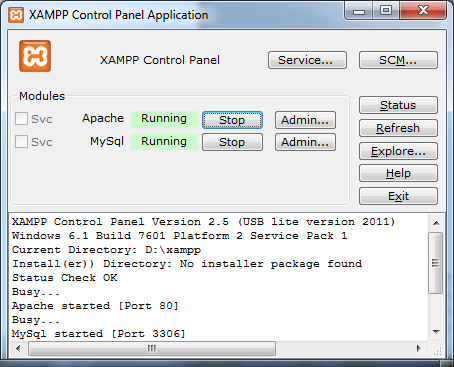 XAMPP Control Panel Application
XAMPP Control Panel
Service...
SCM...
Modules
Svc Apache Running Stop Admin...
Svc MySql Running Stop Admin...
Status
Refresh
Explore...
Help
Exit
XAMPP Control Panel Version 2.5 (USB lite version 2011)
Windows 6.1 Build 7601 Platform 2 Service Pack 1
Current Directory: D:\xampp
Install(er)) Directory: No installer package found
Status Check OK
Busy...
Apache started [Port 80]
Busy...
MySql started [Port 3306]